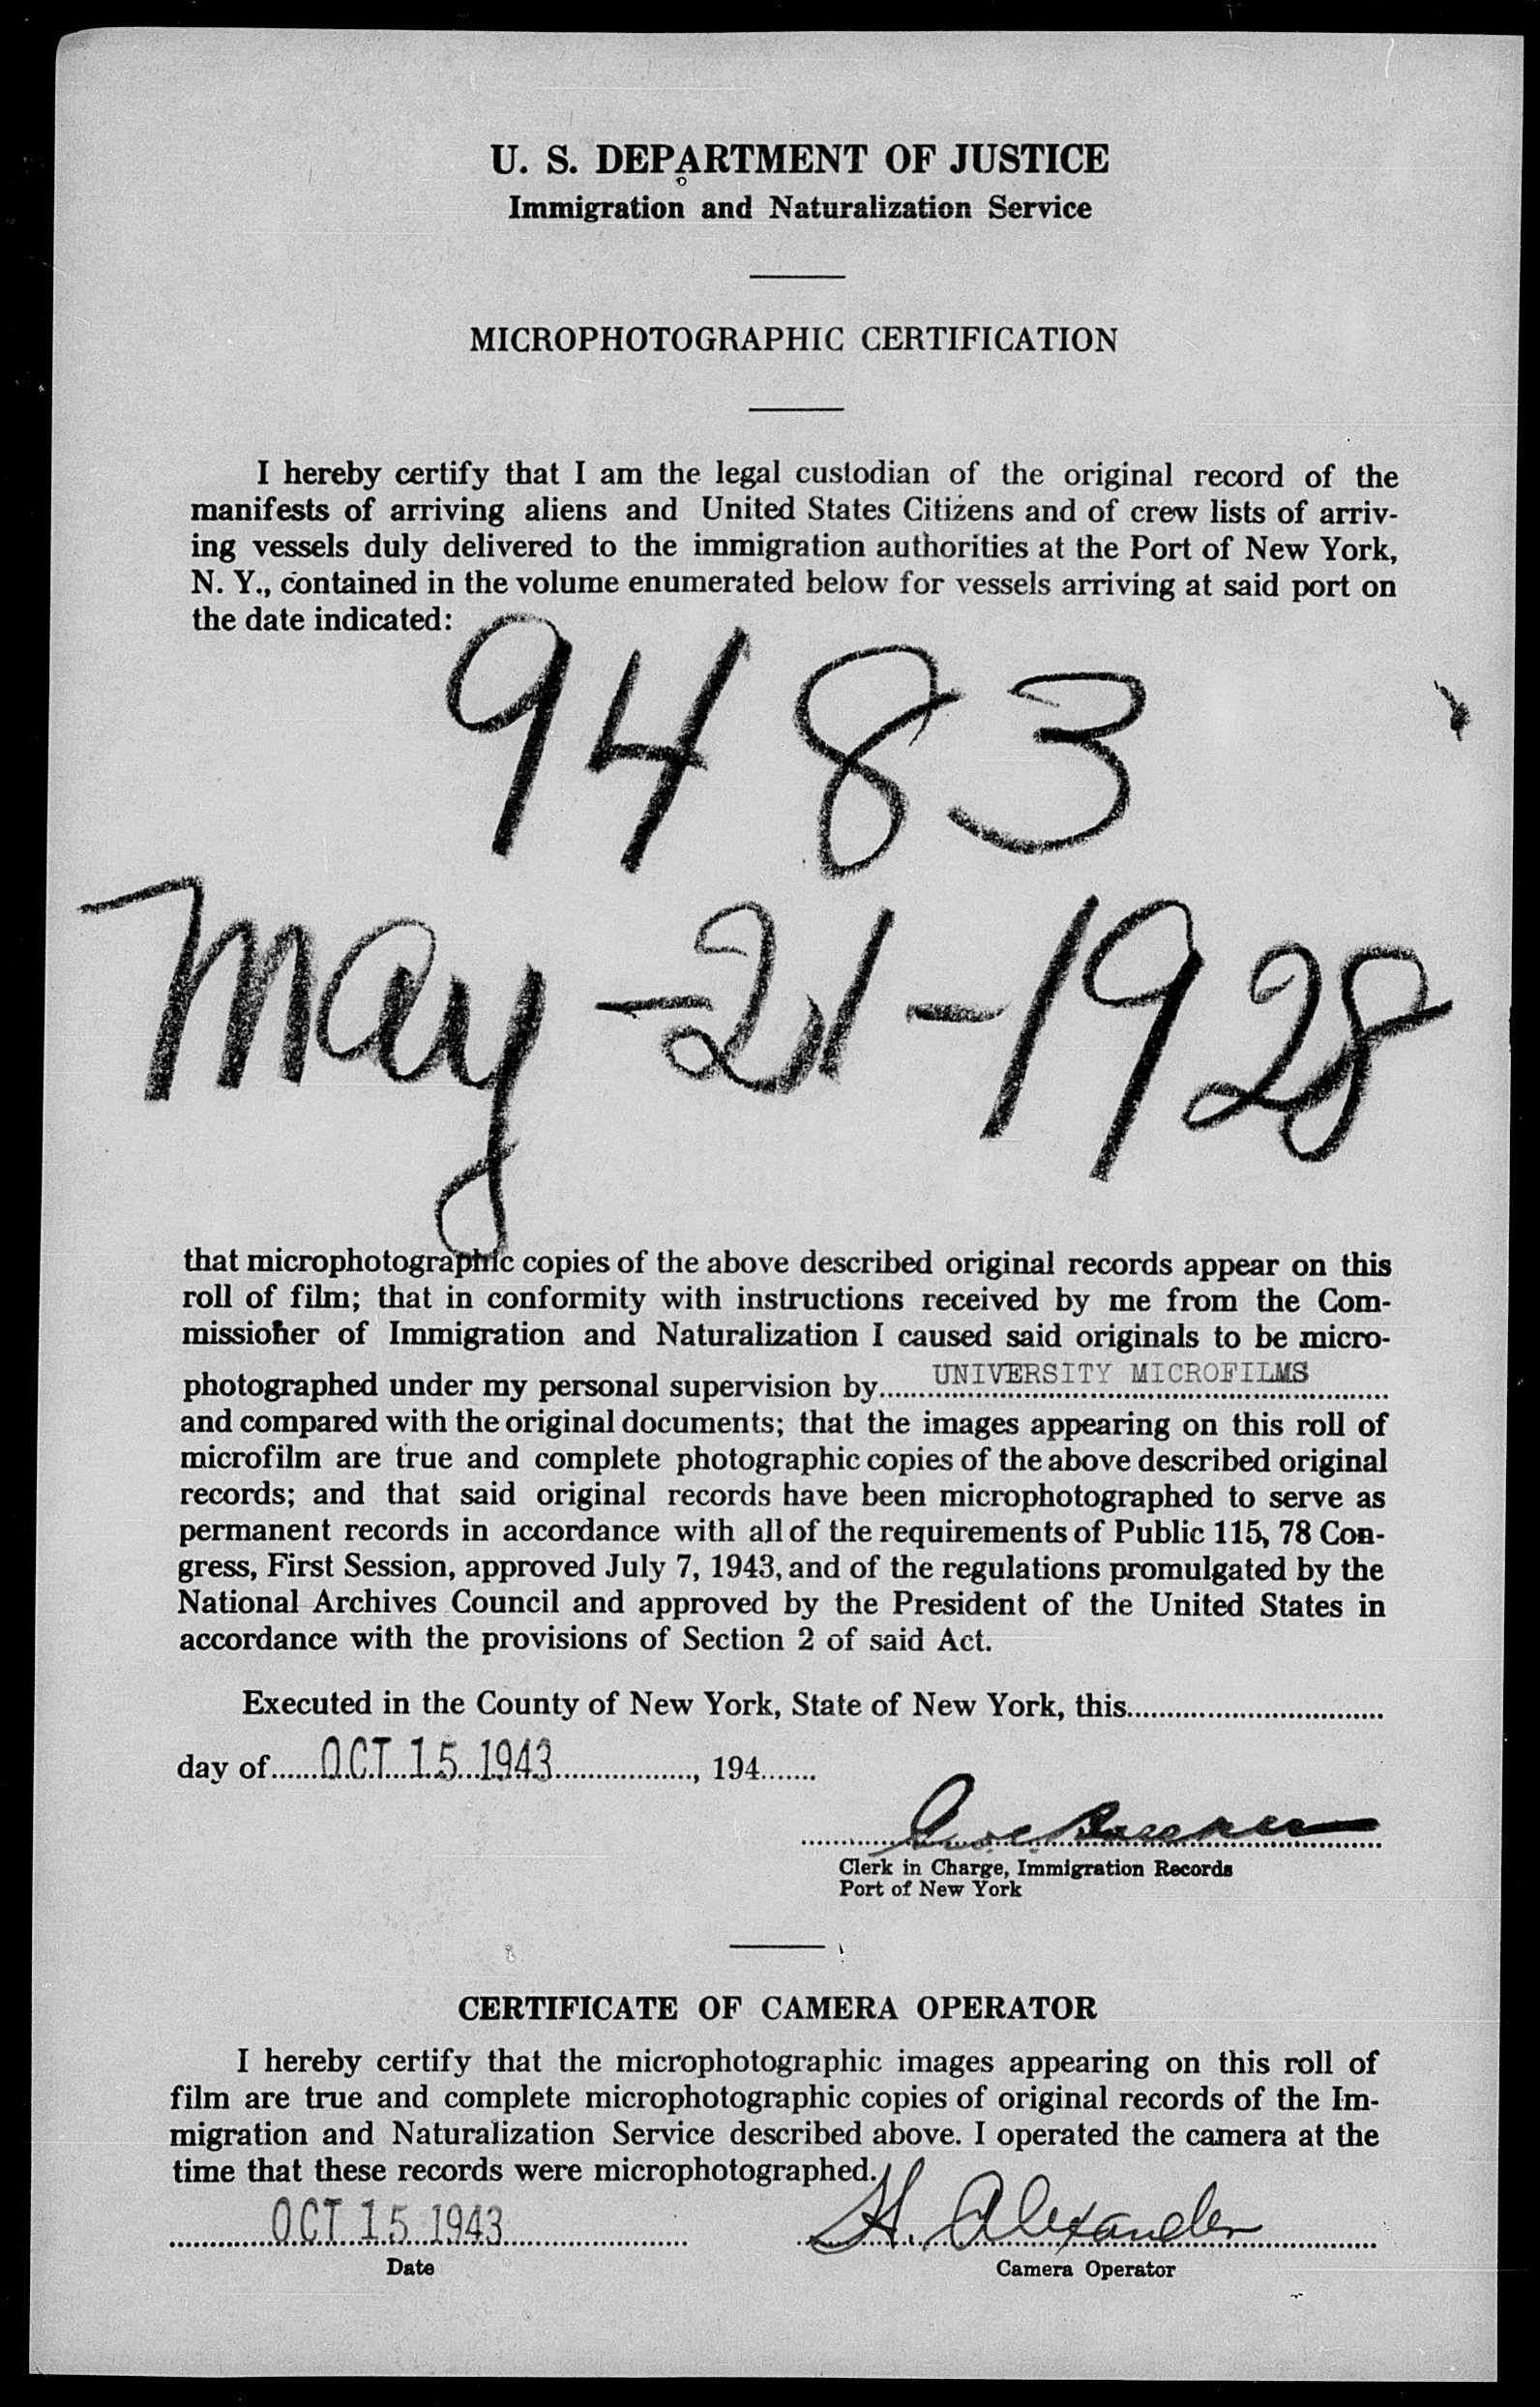 U. S. DEPARTMENT OF JUSTICE
Immigration and Naturalization Service
MICROPHOTOGRAPHIC CERTIFICATION
I hereby certify that I am the legal custodian of the original record of the
manifests of arriving aliens and United States Citizens and of crew lists of arriv-
ing vessels duly delivered to the immigration authorities at the Port of New York,
N. Y., contained in the volume enumerated below for vessels arriving at said port on
the date indicated:
9483
May-21-1928
that microphotographic copies of the above described original records appear on this
roll of film; that in conformity with instructions received by me from the Com-
missioner of Immigration and Naturalization I caused said originals to be micro-
photographed under my personal supervision by......UNIVERSITY MICROFILMS......
and compared with the original documents; that the images appearing on this roll of
microfilm are true and complete photographic copies of the above described original
records; and that said original records have been microphotographed to serve as
permanent records in accordance with all of the requirements of Public 115, 78 Con-
gress, First Session, approved July 7, 1943, and of the regulations promulgated by the
National Archives Council and approved by the President of the United States in
accordance with the provisions of Section 2 of said Act.
Executed in the County of New York, State of New York, this................................
day of......OCT 15 1943.................., 194.......
Clerk in Charge, Immigration Records
Port of New York
CERTIFICATE OF CAMERA OPERATOR
I hereby certify that the microphotographic images appearing on this roll of
film are true and complete microphotographic copies of original records of the Im-
migration and Naturalization Service described above. I operated the camera at the
time that these records were microphotographed.
OCT 15 1943 H. Alexander
Date Camera Operator